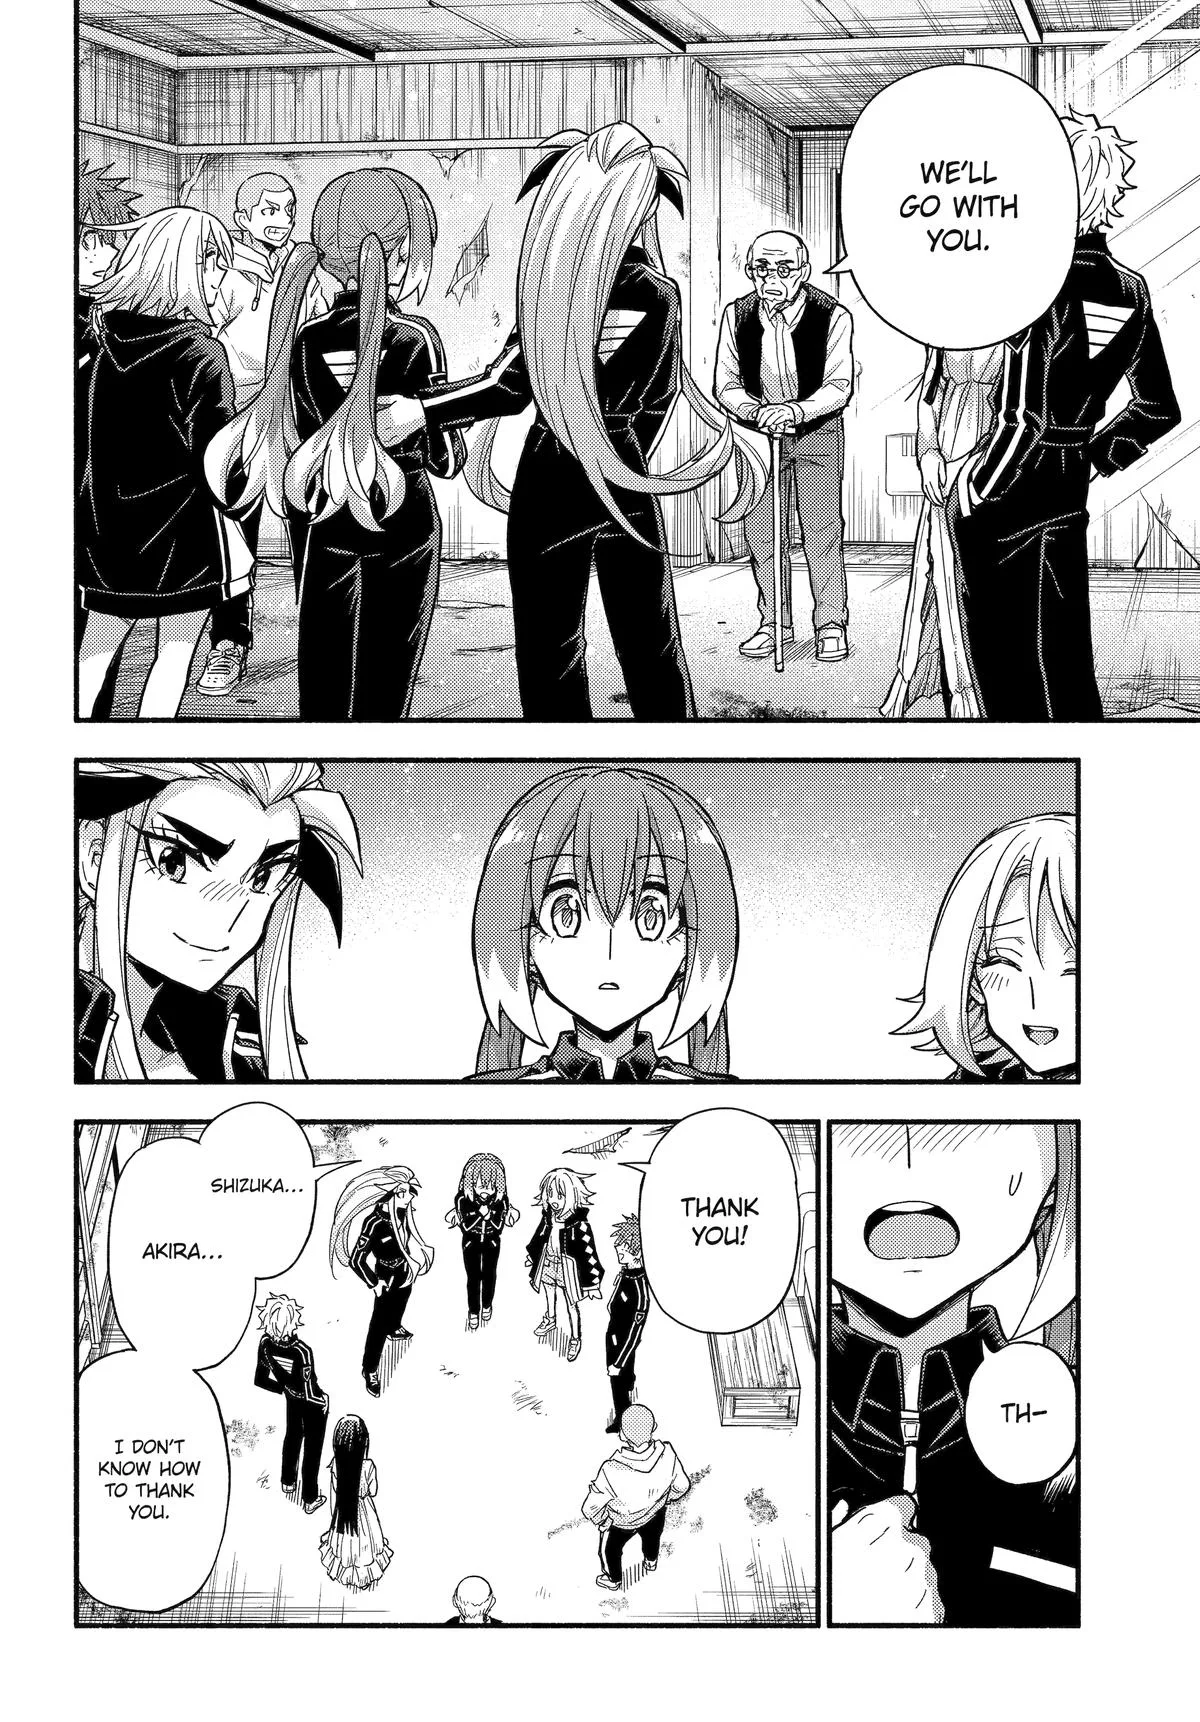 WE'LL
GO WITH
YOU.
TH-
THANK
YOU!
SHIZUKA...
AKIRA...
I DON'T
KNOW HOW
TO THANK
YOU.